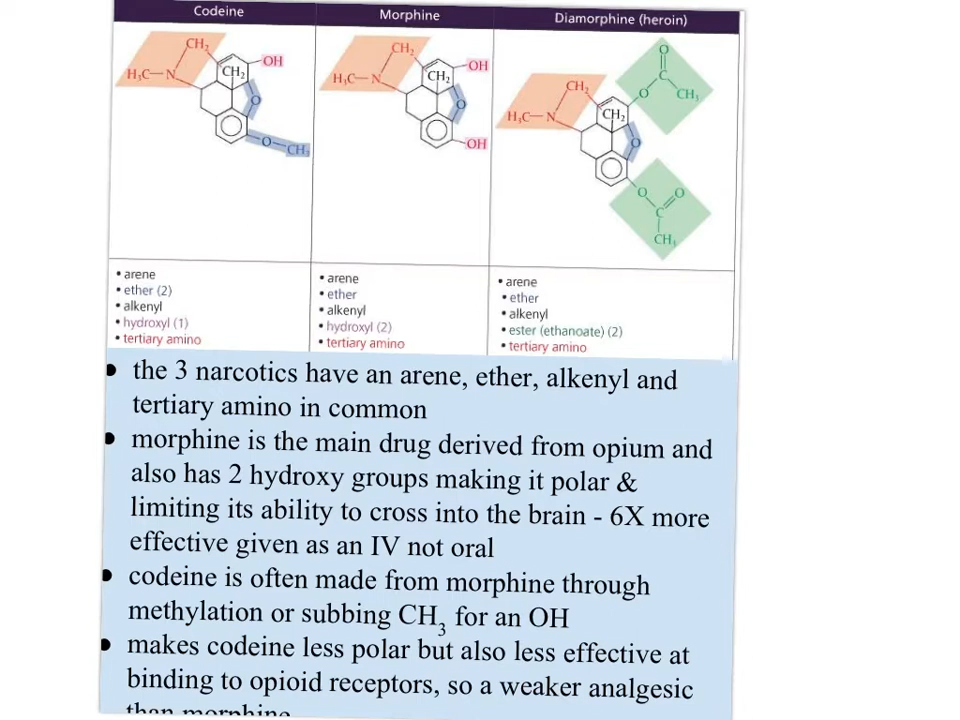 Codeine
Morphine
Diamorphine (heroin)
CH2
H3C—N
CH2
OH
O
O—CH3
CH2
H3C—N
CH2
OH
O
OH
CH2
H3C—N
CH2
O
O
C
O
CH3
O
O
C
CH3
• arene
• ether (2)
• alkenyl
• hydroxyl (1)
• tertiary amino
• arene
• ether
• alkenyl
• hydroxyl (2)
• tertiary amino
• arene
• ether
• alkenyl
• ester (ethanoate) (2)
• tertiary amino
• the 3 narcotics have an arene, ether, alkenyl and
tertiary amino in common
• morphine is the main drug derived from opium and
also has 2 hydroxy groups making it polar &
limiting its ability to cross into the brain - 6X more
effective given as an IV not oral
• codeine is often made from morphine through
methylation or subbing CH3 for an OH
• makes codeine less polar but also less effective at
binding to opioid receptors, so a weaker analgesic
than morphine